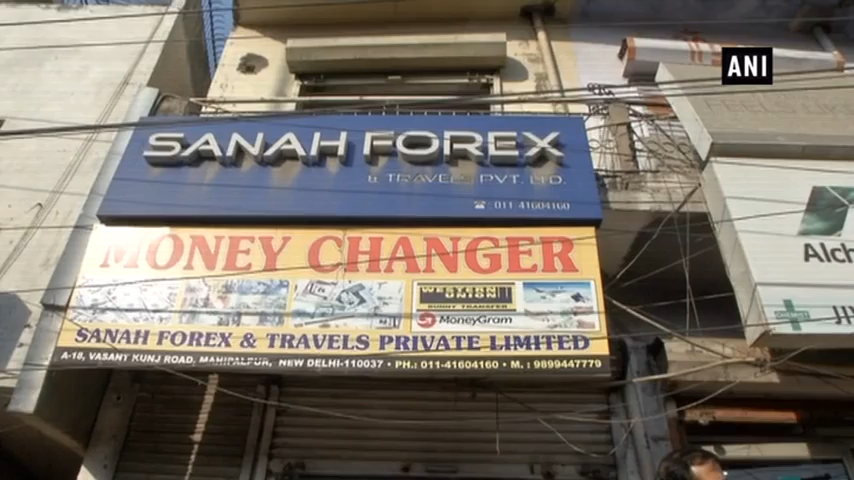 ANI
SANAH FOREX
& TRAVELS PVT. LTD.
☎ 011 41604160
MONEY CHANGER
WESTERN UNION
MONEY TRANSFER
MoneyGram
SANAH FOREX & TRAVELS PRIVATE LIMITED
A-18, VASANT KUNJ ROAD, MAHIPALPUR, NEW DELHI-110037 • PH.: 011-41604160 • M. : 9899447779
Alch
CHEMIST